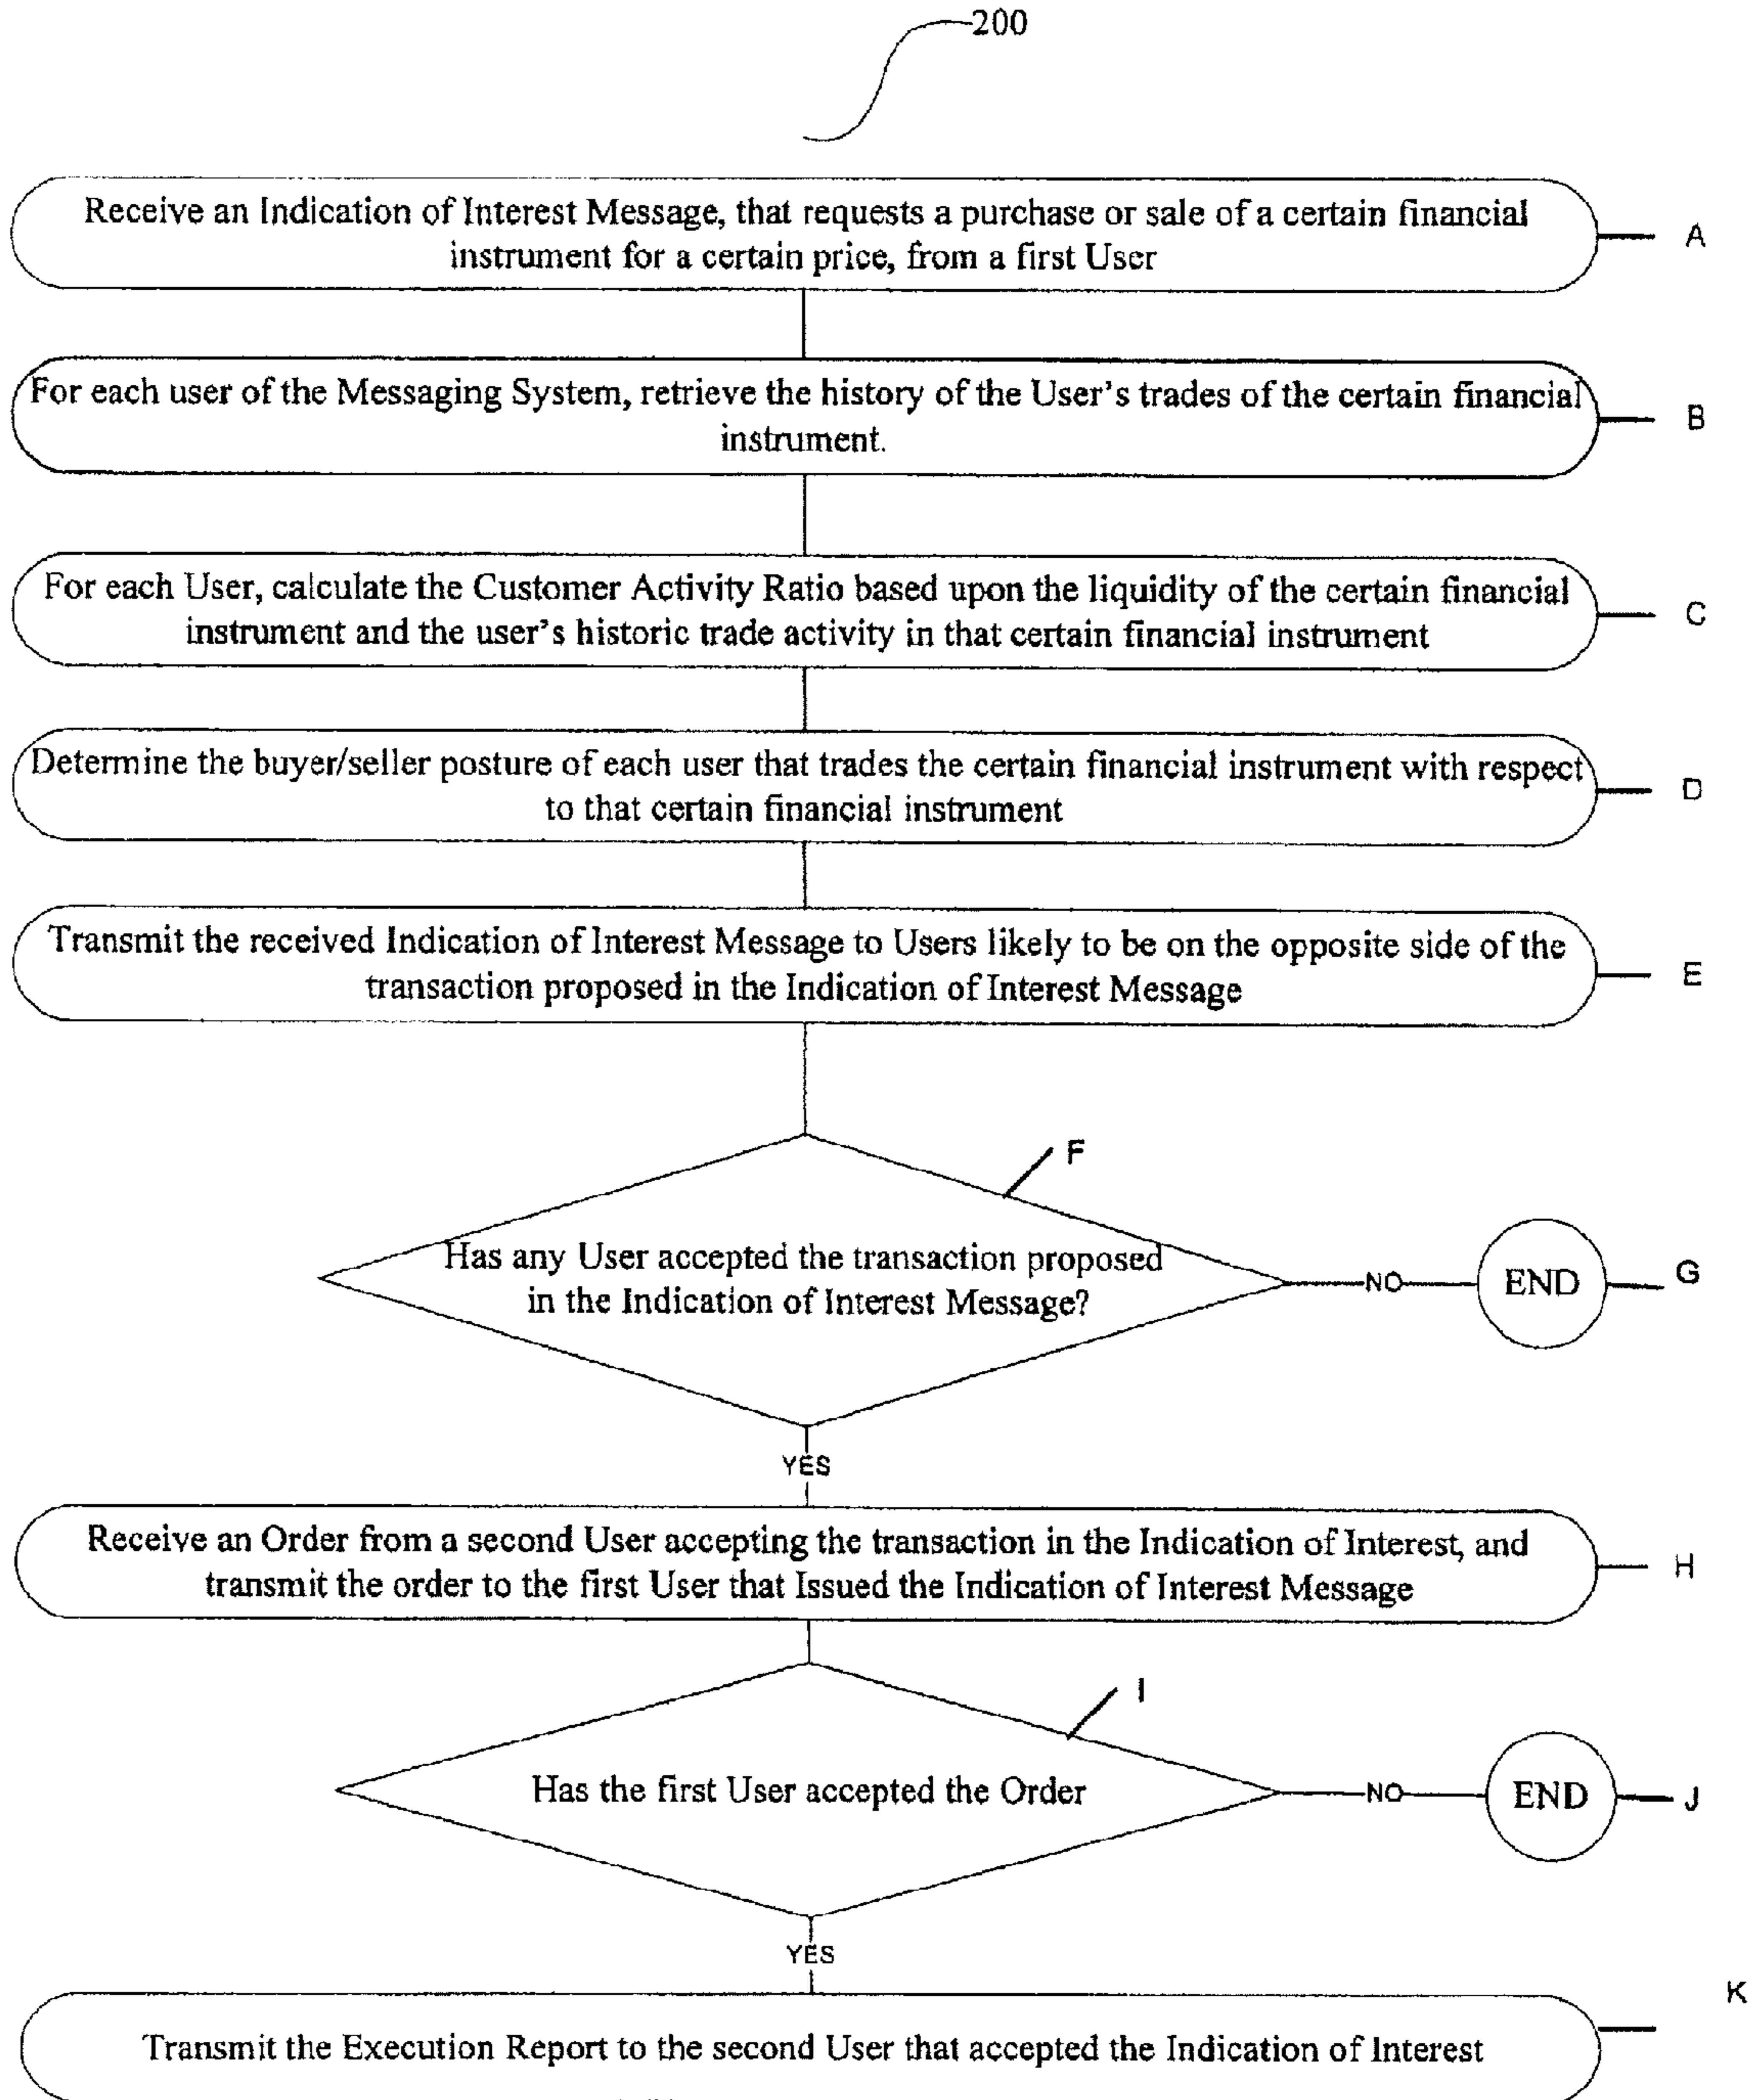 200
Receive an Indication of Interest Message, that requests a purchase or sale of a certain financial
instrument for a certain price, from a first User
A
For each user of the Messaging System, retrieve the history of the User's trades of the certain financial
instrument.
B
For each User, calculate the Customer Activity Ratio based upon the liquidity of the certain financial
instrument and the user's historic trade activity in that certain financial instrument
C
Determine the buyer/seller posture of each user that trades the certain financial instrument with respect
to that certain financial instrument
D
Transmit the received Indication of Interest Message to Users likely to be on the opposite side of the
transaction proposed in the Indication of Interest Message
E
F
Has any User accepted the transaction proposed
in the Indication of Interest Message?
NO
END
G
YES
Receive an Order from a second User accepting the transaction in the Indication of Interest, and
transmit the order to the first User that Issued the Indication of Interest Message
H
I
Has the first User accepted the Order
NO
END
J
YES
K
Transmit the Execution Report to the second User that accepted the Indication of Interest